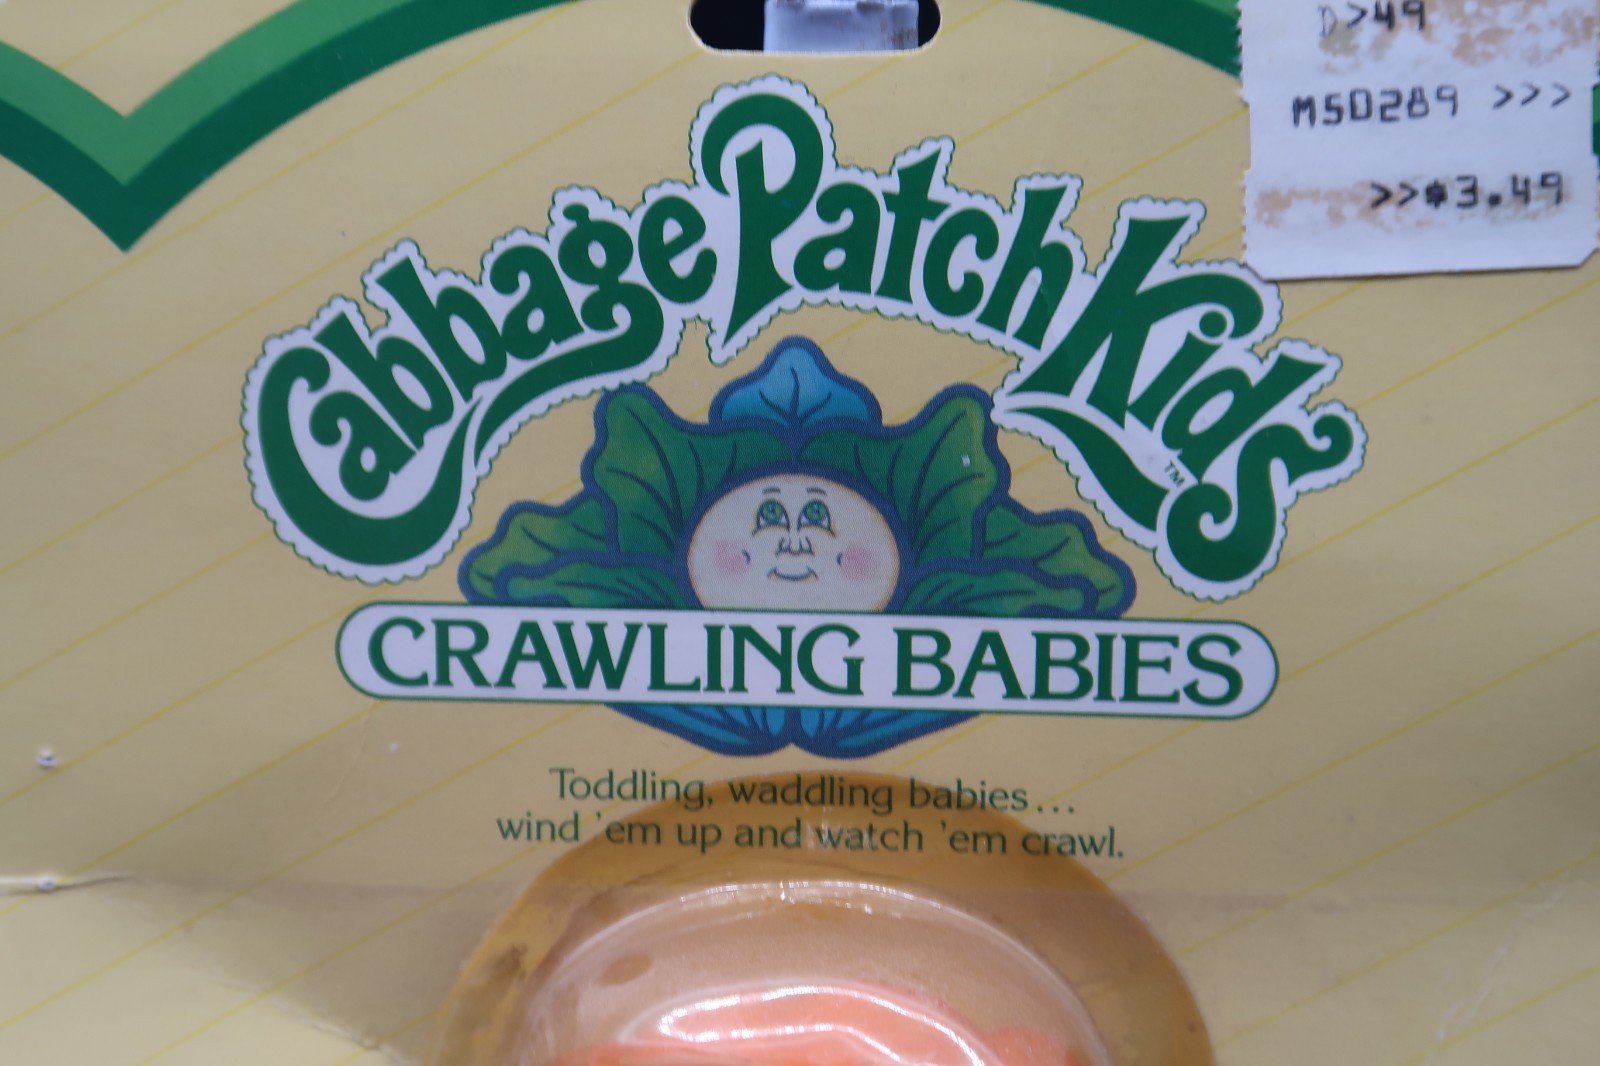 D>49
MSD289 >>>
>>$3.49
Cabbage Patch Kids
TM
CRAWLING BABIES
Toddling, waddling babies...
wind 'em up and watch 'em crawl.